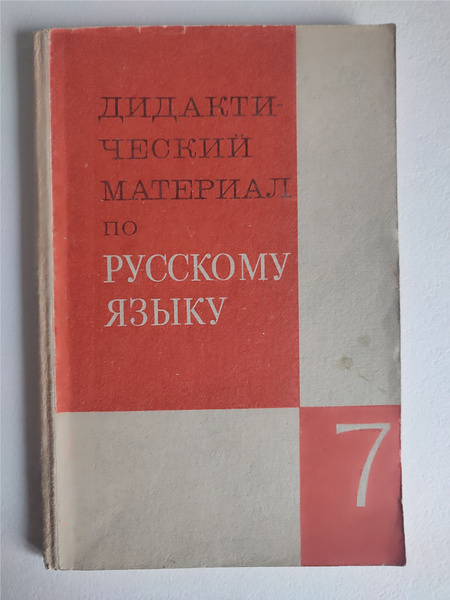 ДИДАКТИ-
ЧЕСКИЙ
МАТЕРИАЛ
ПО
РУССКОМУ
ЯЗЫКУ
7